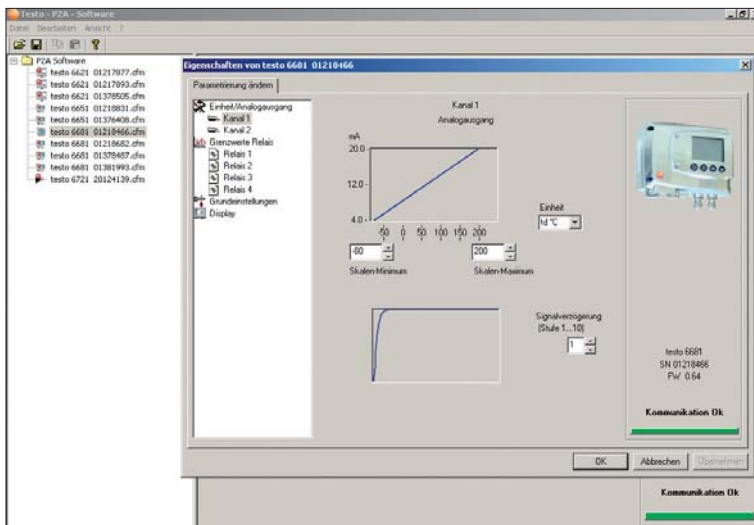 Testo - P2A - Software
Datei Bearbeiten Ansicht ?
P2A Software
testo 6621 01217877.cfm
testo 6621 01217893.cfm
testo 6621 01378505.cfm
testo 6651 01218831.cfm
testo 6651 01376408.cfm
testo 6681 01218466.cfm
testo 6681 01218682.cfm
testo 6681 01378487.cfm
testo 6681 01381993.cfm
testo 6721 20124139.cfm
Eigenschaften von testo 6681 01218466
Parametrierung ändern
Einheit/Analogausgang
Kanal 1
Kanal 2
Grenzwerte Relais
Relais 1
Relais 2
Relais 3
Relais 4
Grundeinstellungen
Display
Kanal 1
Analogausgang
mA
20.0
12.0
4.0
-50 0 50 100 150 200
Einheit
td °C
-80
200
Skalen-Minimum
Skalen-Maximum
Signalverzögerung
(Stufe 1...10)
1
testo 6681
SN 01218466
FW 0.64
Kommunikation Ok
OK
Abbrechen
Übernehmen
Kommunikation Ok